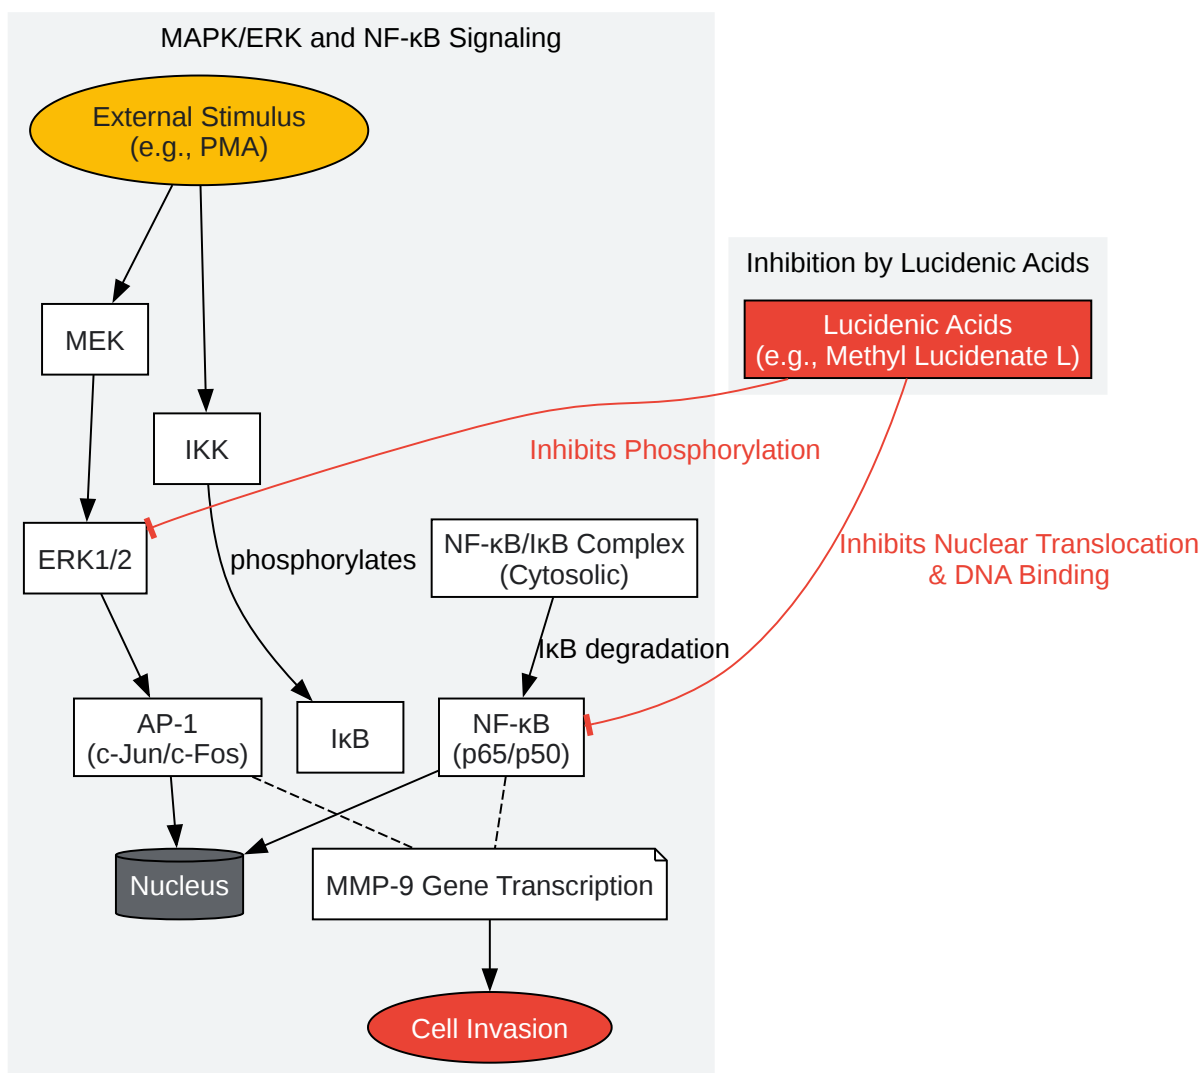 MAPK/ERK and NF-κB Signaling
External Stimulus
(e.g., PMA)
Inhibition by Lucidenic Acids
Lucidenic Acids
(e.g., Methyl Lucidenate L)
MEK
IKK
Inhibits Phosphorylation
ERK1/2
phosphorylates
NF-κB/IκB Complex
(Cytosolic)
Inhibits Nuclear Translocation
& DNA Binding
IκB degradation
AP-1
(c-Jun/c-Fos)
IκB
NF-κB
(p65/p50)
Nucleus
MMP-9 Gene Transcription
Cell Invasion